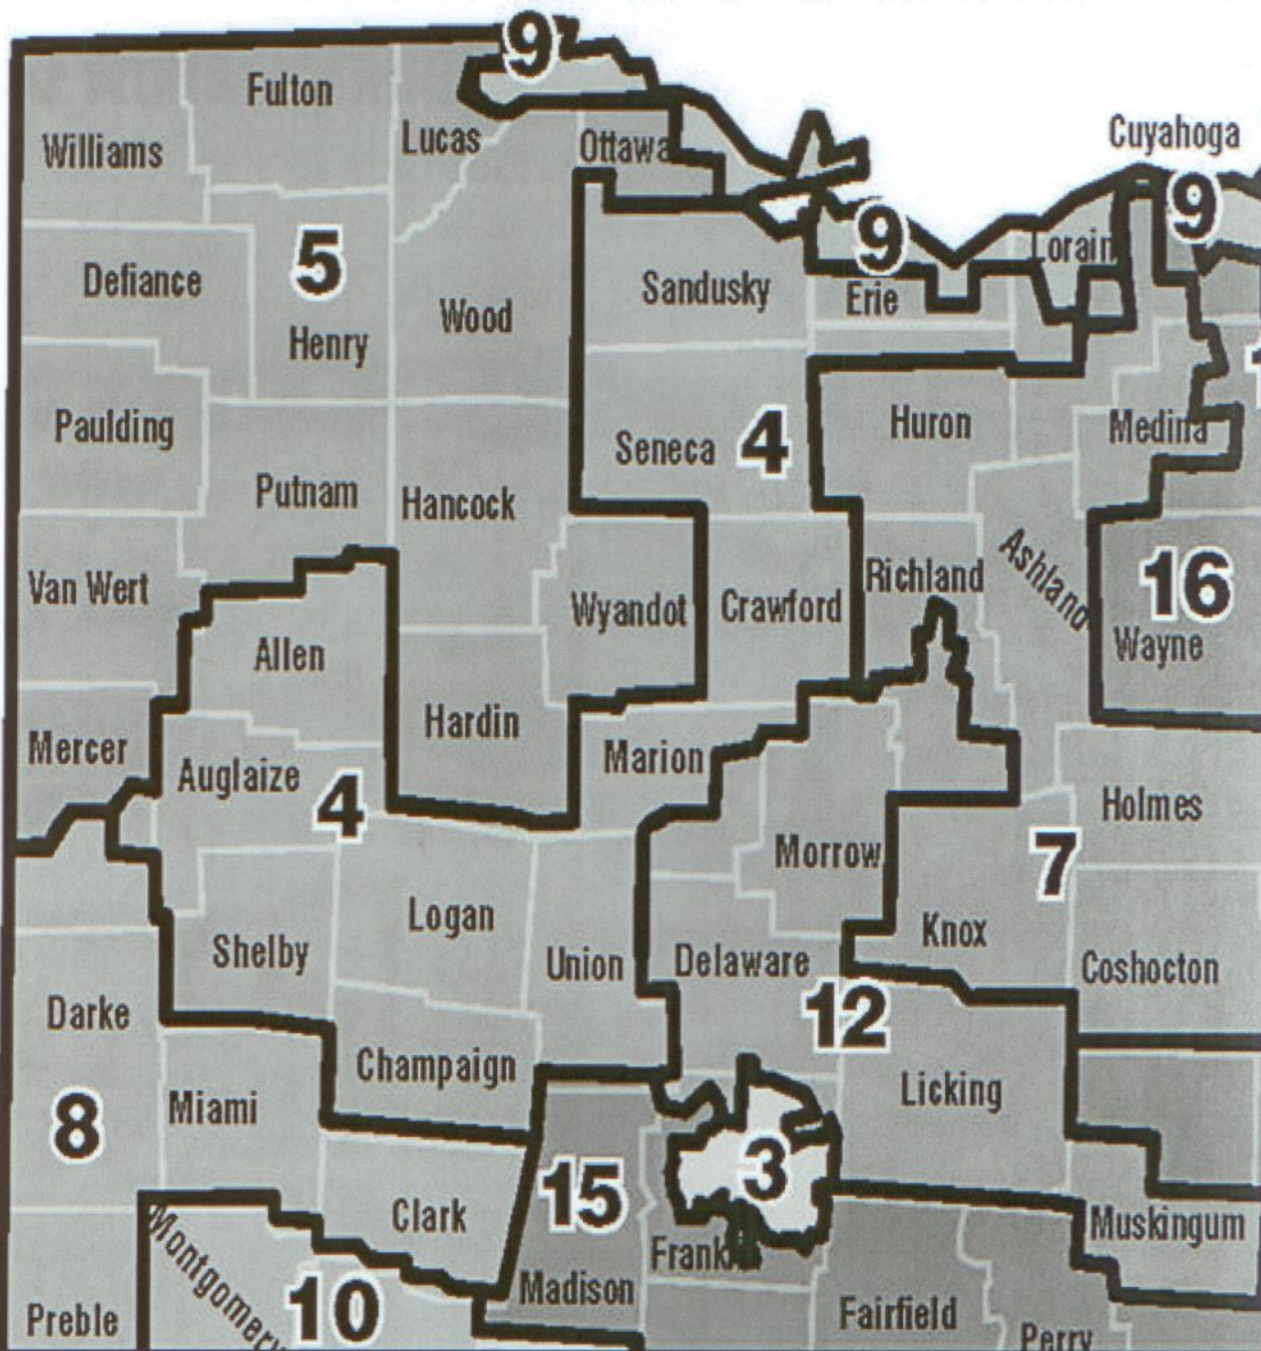 9
Fulton
Cuyahoga
Williams
Lucas
Ottawa
9
9
Lorain
5
Defiance
Sandusky
Erie
Wood
Henry
Paulding
Huron
Medina
Seneca
4
Putnam
Hancock
Ashland
16
Van Wert
Richland
Wyandot
Crawford
Allen
Wayne
Hardin
Mercer
Marion
Auglaize
4
Holmes
Morrow
7
Logan
Knox
Shelby
Union
Delaware
Coshocton
Darke
12
Champaign
Licking
Miami
8
3
15
Clark
Muskingum
Montgomery
Madison
10
Fairfield
Preble
Perry